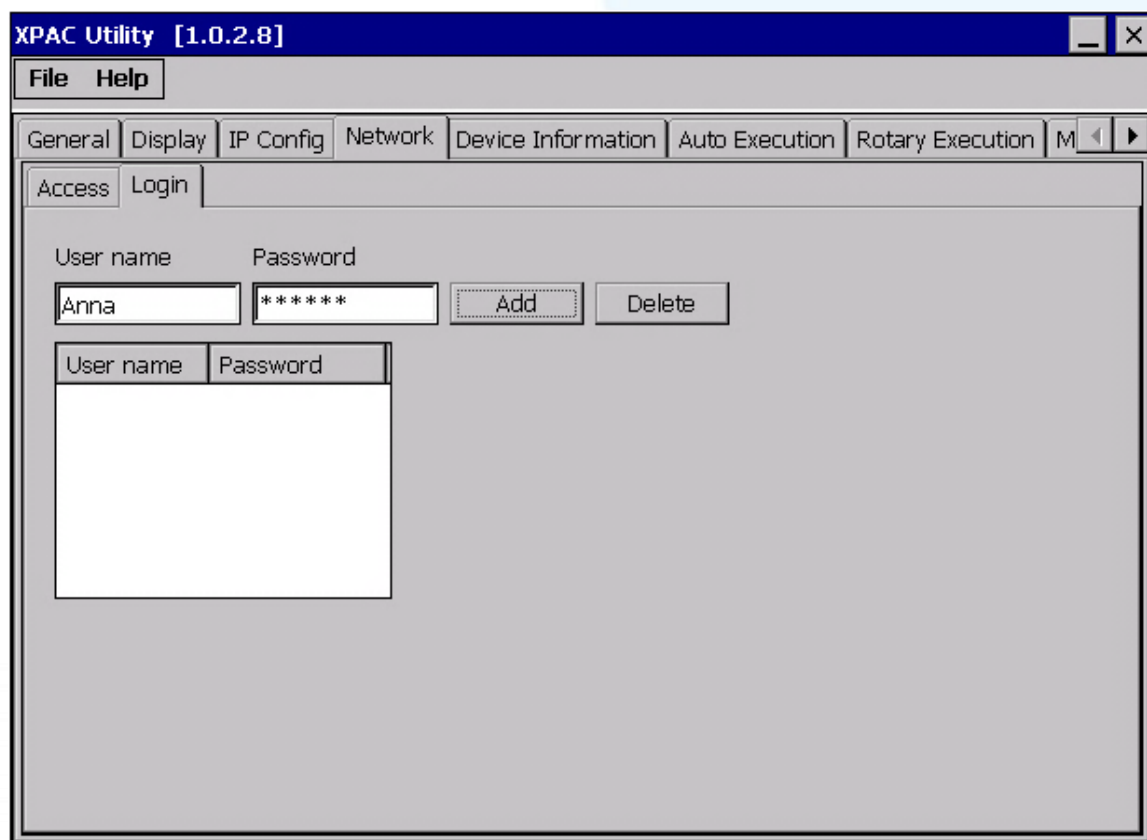 XPAC Utility [1.0.2.8]
File Help
General Display IP Config Network Device Information Auto Execution Rotary Execution M
Access Login
User name Password
Anna ****** Add Delete
User name Password